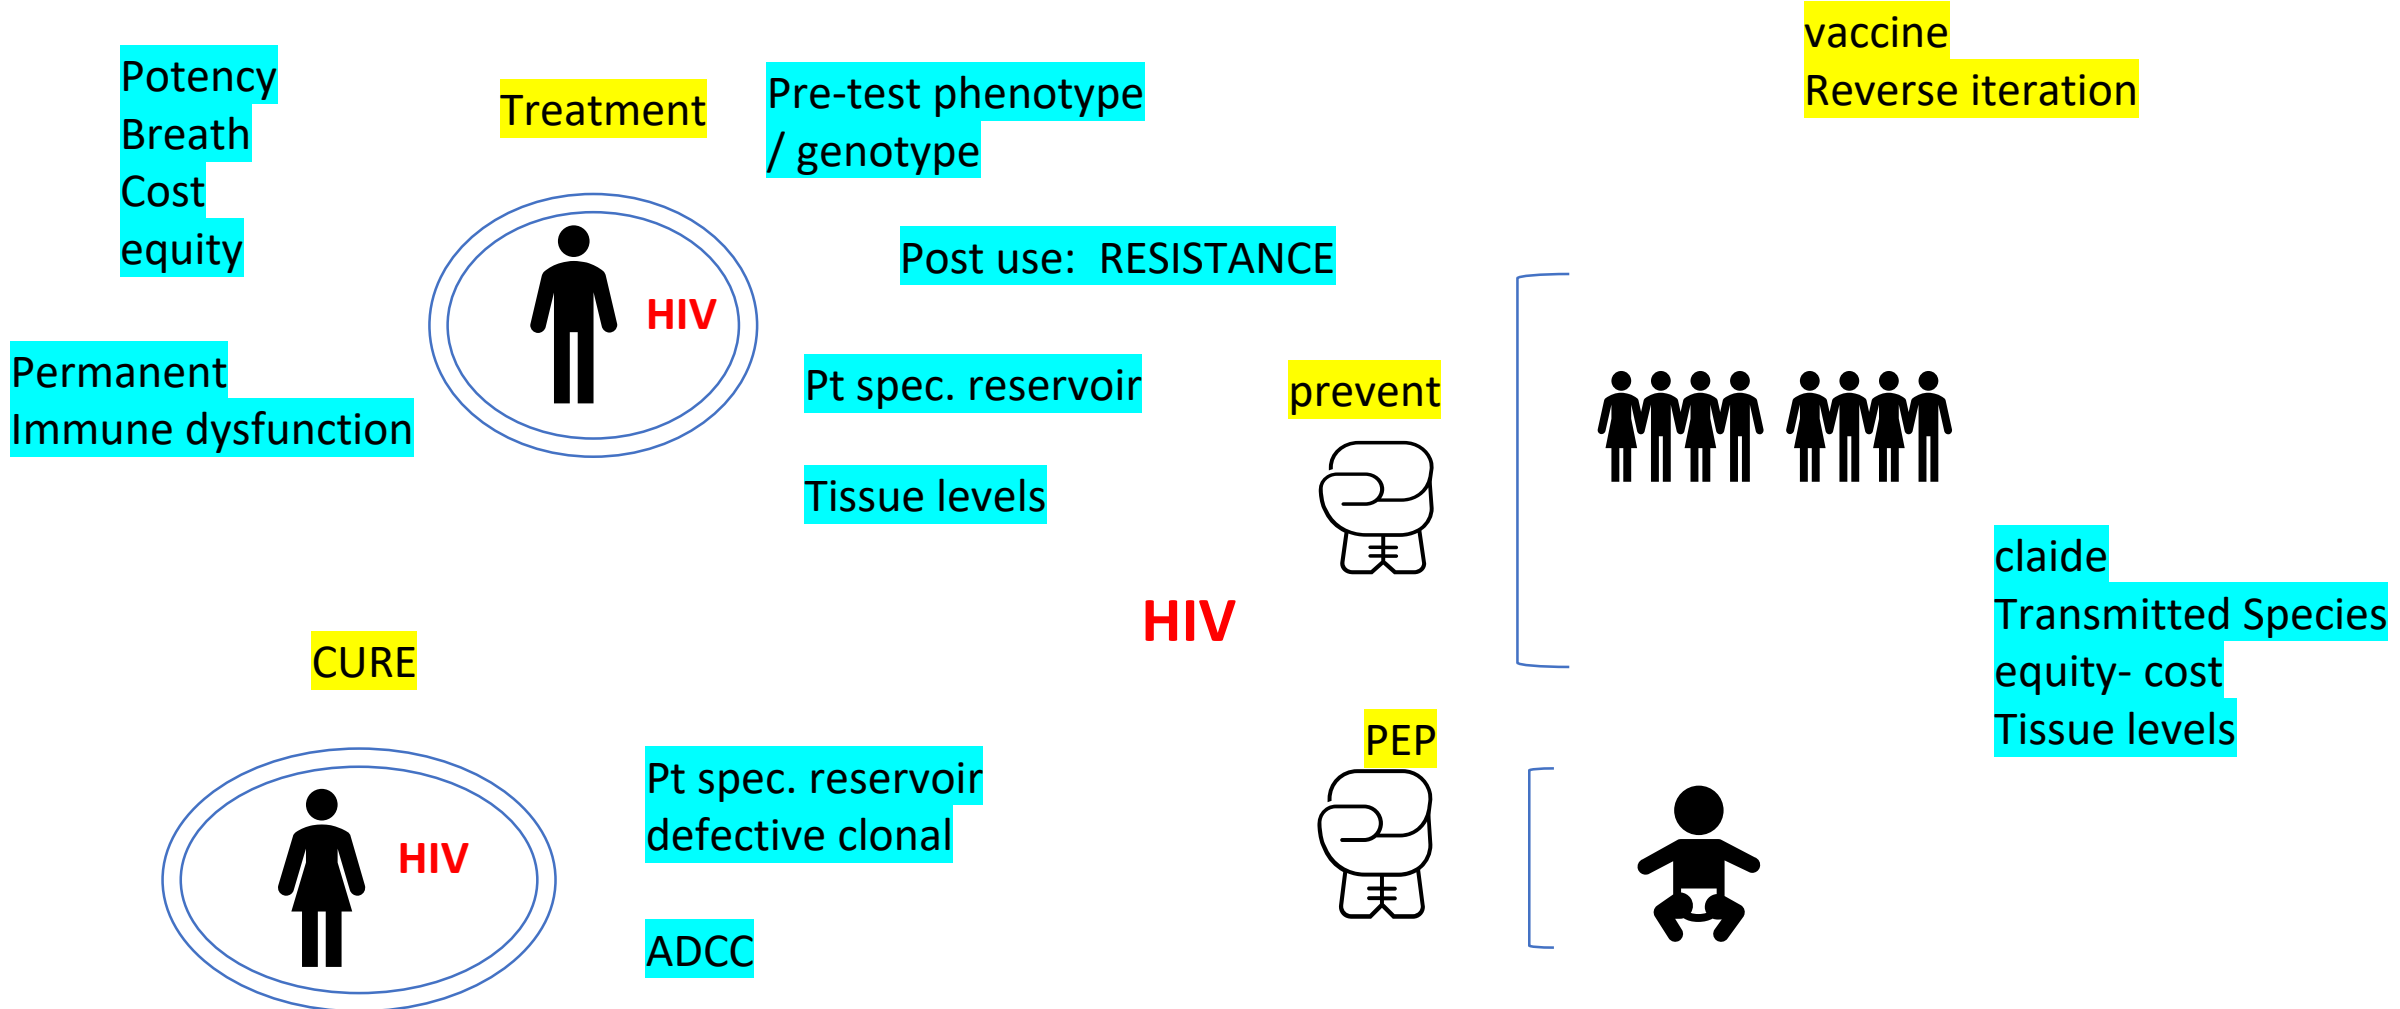 vaccine
Reverse iteration
Potency
Breath
Cost
equity
Treatment
Pre-test phenotype
/ genotype
Post use:  RESISTANCE
HIV
Permanent
Immune dysfunction
Pt spec. reservoir
prevent
Tissue levels
claide
Transmitted Species
equity- cost
Tissue levels
HIV
CURE
PEP
Pt spec. reservoir
defective clonal
HIV
ADCC